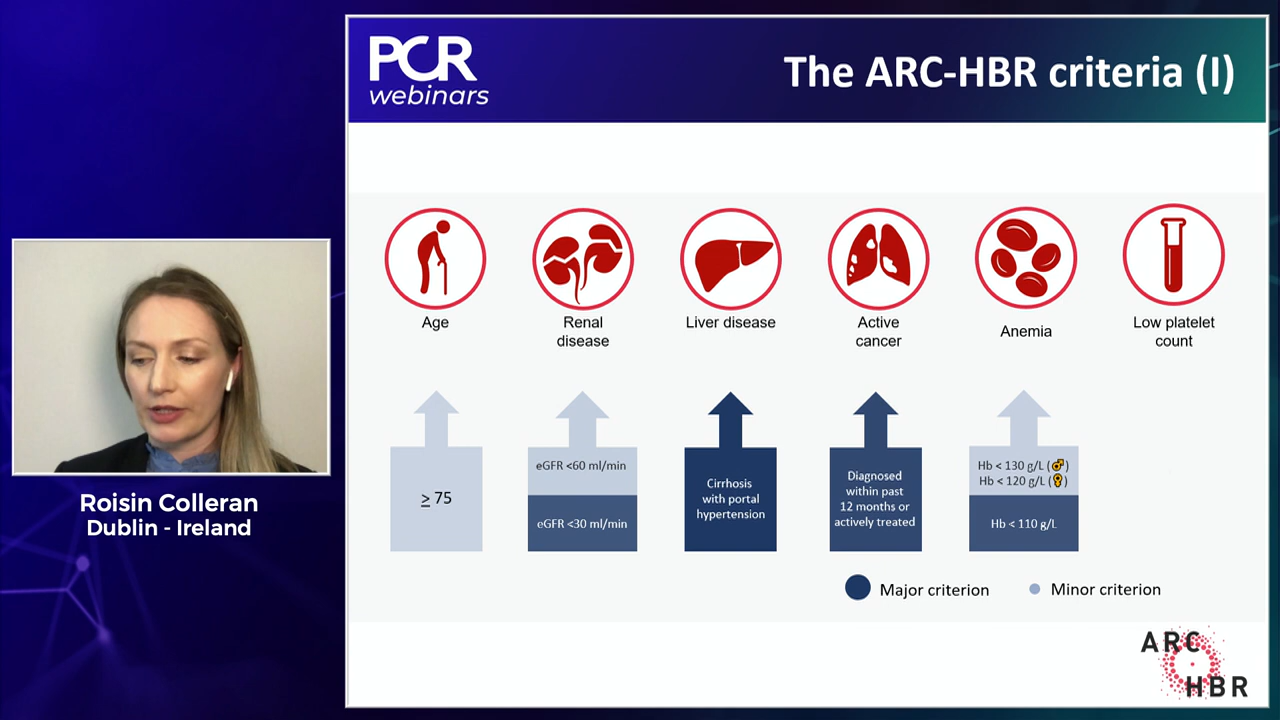 PCR
webinars
The ARC-HBR criteria (I)
Age
Renal
disease
Liver disease
Active
cancer
Anemia
Low platelet
count
≥ 75
eGFR <60 ml/min
eGFR <30 ml/min
Cirrhosis
with portal
hypertension
Diagnosed
within past
12 months or
actively treated
Hb < 130 g/L (♂)
Hb < 120 g/L (♀)
Hb < 110 g/L
Major criterion
Minor criterion
Roisin Colleran
Dublin - Ireland
ARC
HBR